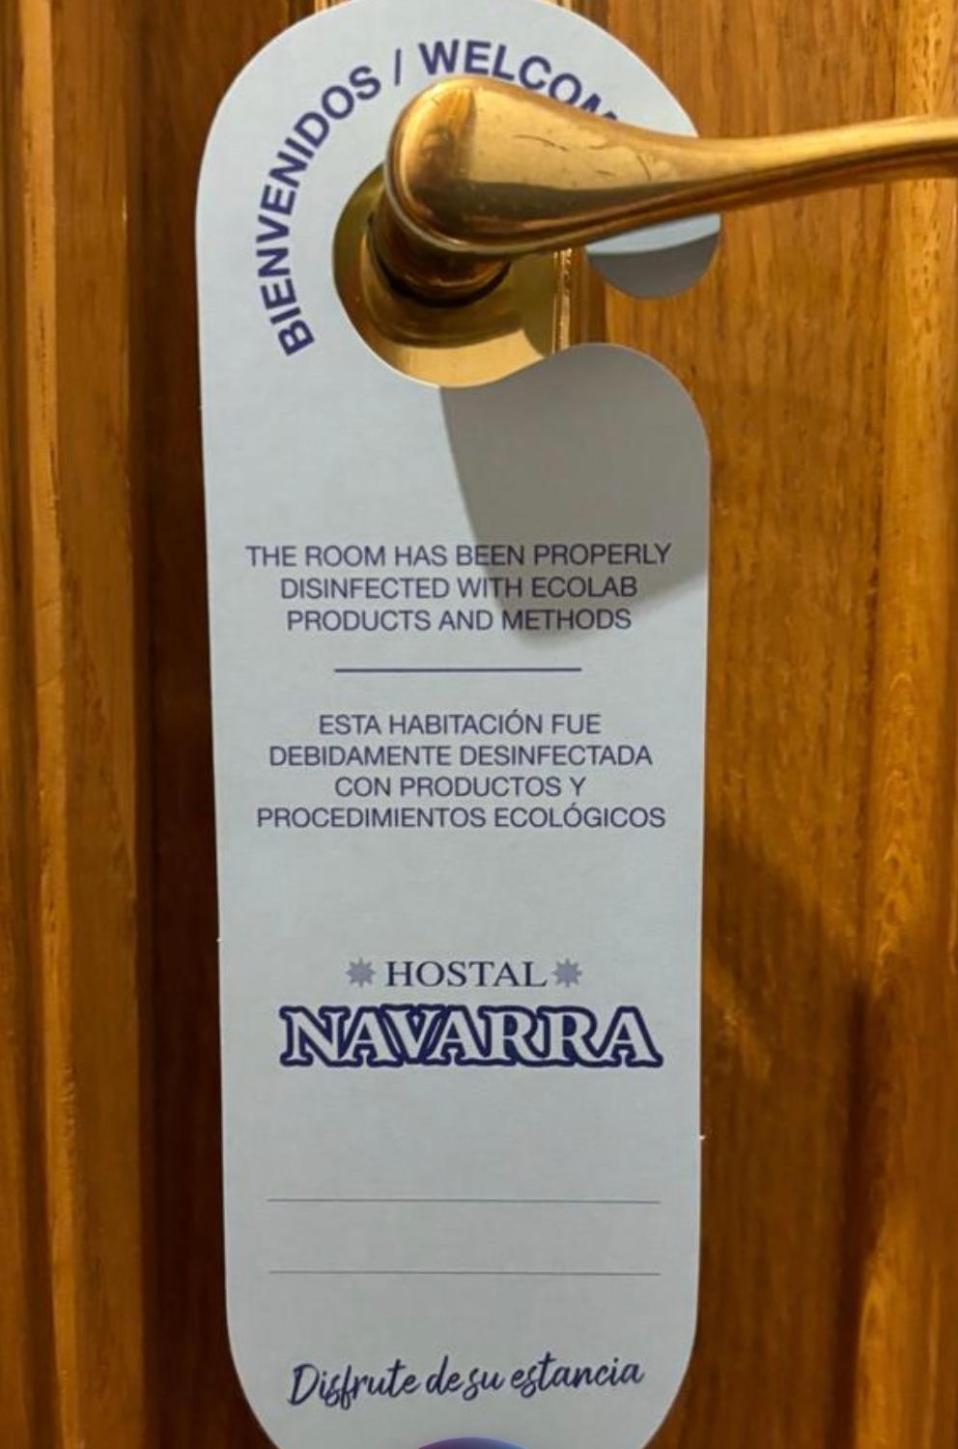 BIENVENIDOS / WELCOM
THE ROOM HAS BEEN PROPERLY
DISINFECTED WITH ECOLAB
PRODUCTS AND METHODS
ESTA HABITACIÓN FUE
DEBIDAMENTE DESINFECTADA
CON PRODUCTOS Y
PROCEDIMIENTOS ECOLÓGICOS
HOSTAL
NAVARRA
Disfrute de su estancia